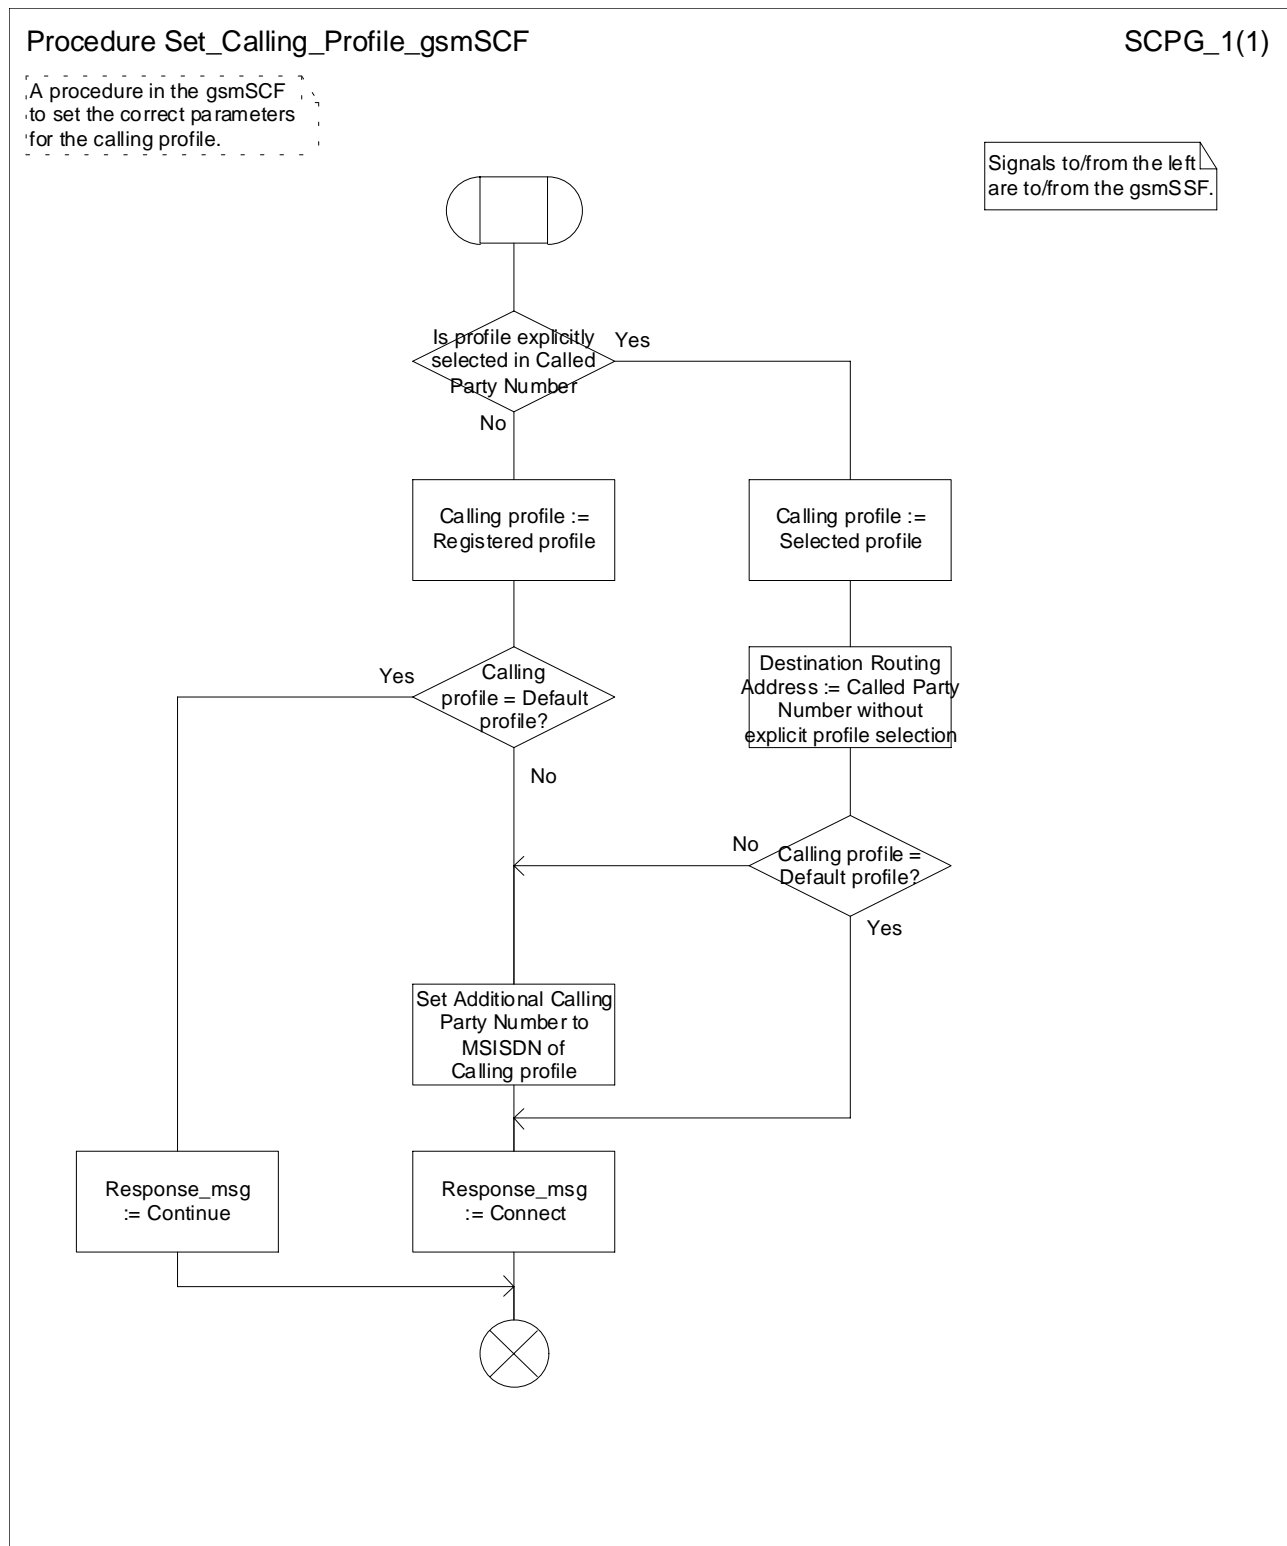 Procedure Set_Calling_Profile_gsmSCF
SCPG_1(1)
A procedure in the gsmSCF
to set the correct parameters
for the calling profile.
Signals to/from the left
are to/from the gsmSSF.
Is profile explicitly
selected in Called
Party Number
Yes
No
Calling profile :=
Registered profile
Calling profile :=
Selected profile
Yes
Calling
profile = Default
profile?
No
Destination Routing
Address := Called Party
Number without
explicit profile selection
No
Calling profile =
Default profile?
Yes
Set Additional Calling
Party Number to
MSISDN of
Calling profile
Response_msg
:= Continue
Response_msg
:= Connect